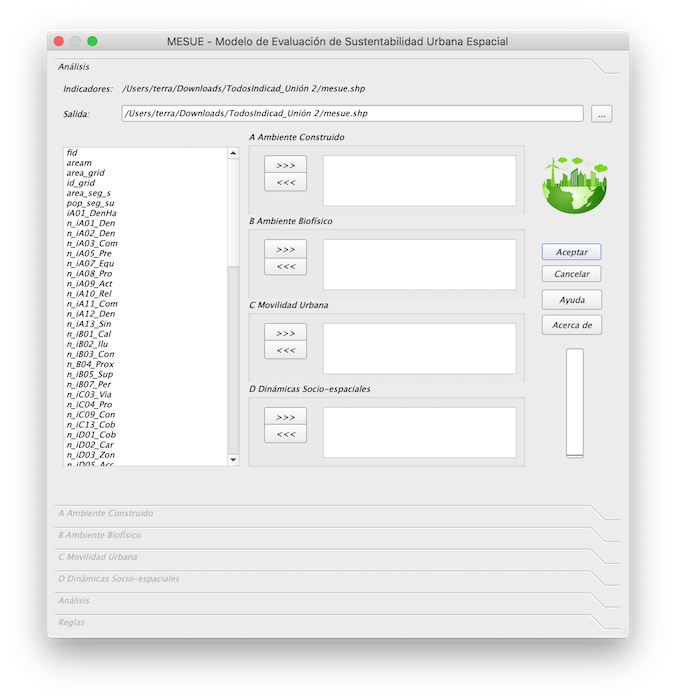 MESUE - Modelo de Evaluación de Sustentabilidad Urbana Espacial
Análisis
Indicadores: /Users/terra/Downloads/TodosIndicad_Unión 2/mesue.shp
Salida: /Users/terra/Downloads/TodosIndicad_Unión 2/mesue.shp ...
fid
aream
area_grid
id_grid
area_seg_s
pop_seg_su
iA01_DenHa
n_iA01_Den
n_iA02_Den
n_iA03_Com
n_iA05_Pre
n_iA07_Equ
n_iA08_Pro
n_iA09_Act
n_iA10_Rel
n_iA11_Com
n_iA12_Den
n_iA13_Sin
n_iB01_Cal
n_iB02_Ilu
n_iB03_Con
n_B04_Prox
n_iB05_Sup
n_iB07_Per
n_iC03_Via
n_iC04_Pro
n_iC09_Con
n_iC13_Cob
n_iD01_Cob
n_iD02_Car
n_iD03_Zon
n_iD05_Acc
A Ambiente Construido
>>>
<<<
B Ambiente Biofísico
>>>
<<<
C Movilidad Urbana
>>>
<<<
D Dinámicas Socio-espaciales
>>>
<<<
Aceptar
Cancelar
Ayuda
Acerca de
A Ambiente Construido
B Ambiente Biofísico
C Movilidad Urbana
D Dinámicas Socio-espaciales
Análisis
Reglas